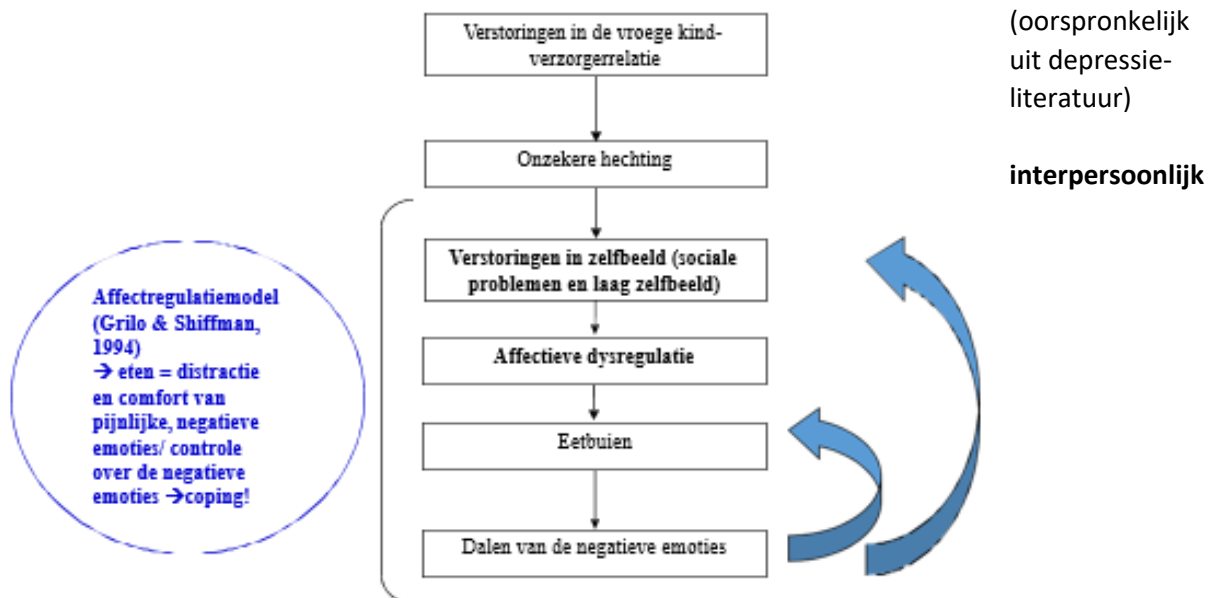 Verstoringen in de vroege kind-
verzorgerrelatie
(oorspronkelijk
uit depressie-
literatuur)
interpersoonlijk
Onzekere hechting
Verstoringen in zelfbeeld (sociale
problemen en laag zelfbeeld)
Affectregulatiemodel
(Grilo & Shiffman,
1994)
→ eten = distractie
en comfort van
pijnlijke, negatieve
emoties/ controle
over de negatieve
emoties →coping!
Affectieve dysregulatie
Eetbuien
Dalen van de negatieve emoties